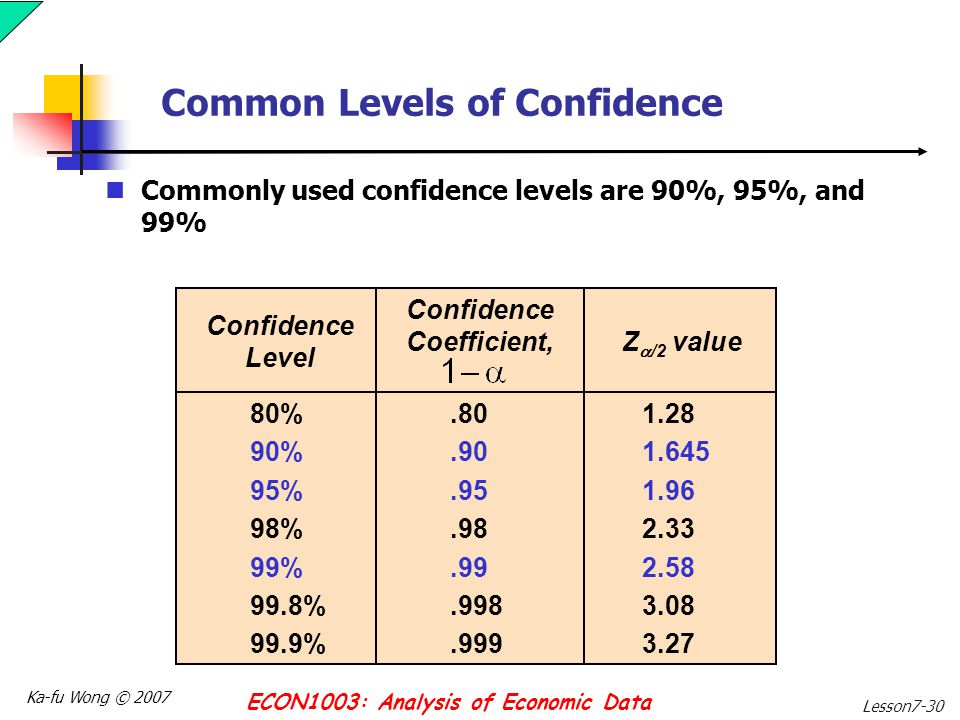 Common Levels of Confidence
Commonly used confidence levels are 90%, 95%, and
99%
Confidence Level Confidence Coefficient, 1−α Zα/2 value
80% .80 1.28
90% .90 1.645
95% .95 1.96
98% .98 2.33
99% .99 2.58
99.8% .998 3.08
99.9% .999 3.27
Ka-fu Wong © 2007 ECON1003: Analysis of Economic Data Lesson7-30